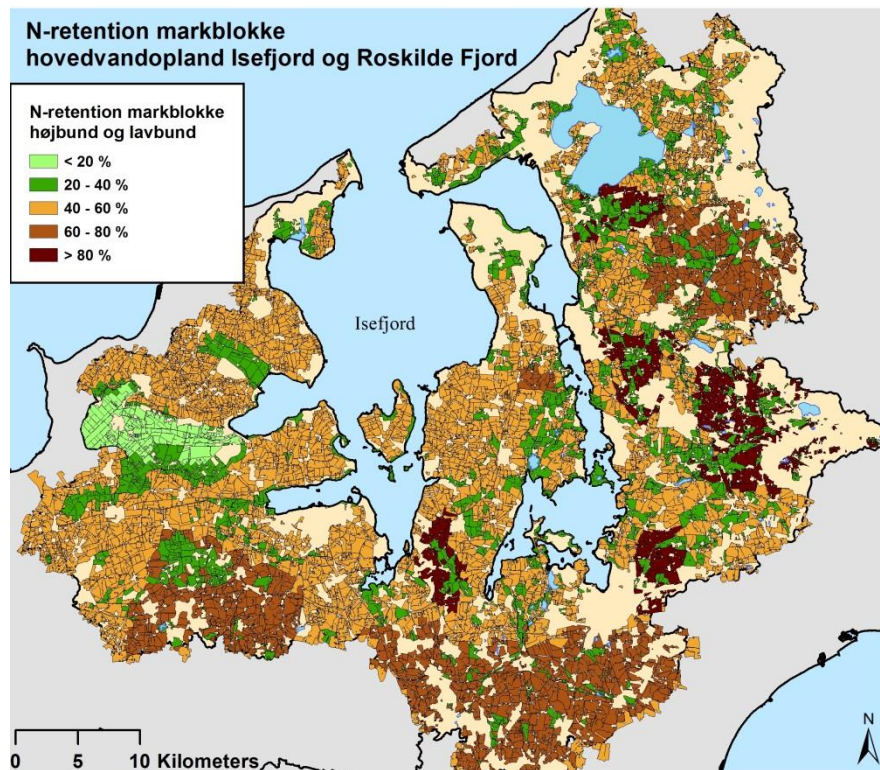 N-retention markblokke
hovedvandopland Isefjord og Roskilde Fjord
N-retention markblokke
højbund og lavbund
< 20 %
20 - 40 %
40 - 60 %
60 - 80 %
> 80 %
Isefjord
N
0 5 10 Kilometers